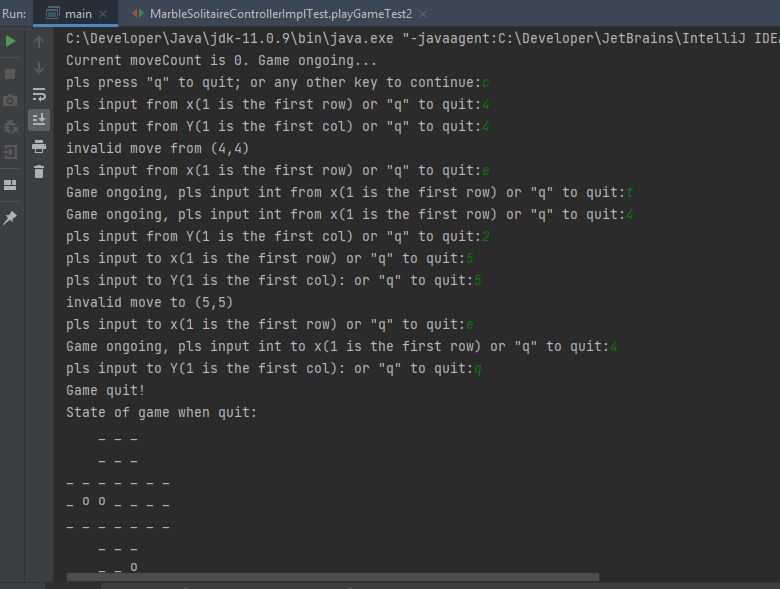 Run: main × MarbleSolitaireControllerImplTest.playGameTest2 ×
C:\Developer\Java\jdk-11.0.9\bin\java.exe "-javaagent:C:\Developer\JetBrains\IntelliJ IDEA
Current moveCount is 0. Game ongoing...
pls press "q" to quit; or any other key to continue:c
pls input from x(1 is the first row) or "q" to quit:4
pls input from Y(1 is the first col) or "q" to quit:4
invalid move from (4,4)
pls input from x(1 is the first row) or "q" to quit:e
Game ongoing, pls input int from x(1 is the first row) or "q" to quit:t
Game ongoing, pls input int from x(1 is the first row) or "q" to quit:4
pls input from Y(1 is the first col) or "q" to quit:2
pls input to x(1 is the first row) or "q" to quit:5
pls input to Y(1 is the first col): or "q" to quit:5
invalid move to (5,5)
pls input to x(1 is the first row) or "q" to quit:e
Game ongoing, pls input int to x(1 is the first row) or "q" to quit:4
pls input to Y(1 is the first col): or "q" to quit:q
Game quit!
State of game when quit:
    _ _ _
    _ _ _
_ _ _ _ _ _ _
_ O O _ _ _ _
_ _ _ _ _ _ _
    _ _ _
    _ _ O